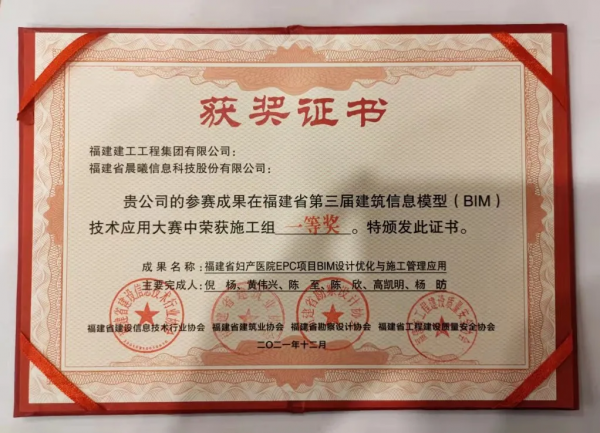 获奖证书
福建建工工程集团有限公司：
福建省晨曦信息科技股份有限公司：
贵公司的参赛成果在福建省第三届建筑信息模型（BIM）
技术应用大赛中荣获施工组 一等奖 。特颁发此证书。
成果名称：福建省妇产医院EPC项目BIM设计优化与施工管理应用
主要完成人：倪 杨、黄伟兴、陈 至、陈 欣、高凯明、杨 昉
福建省建设信息技术行业协会 福建省建筑业协会 福建省勘察设计协会 福建省工程建设质量安全协会
二〇二一年十二月